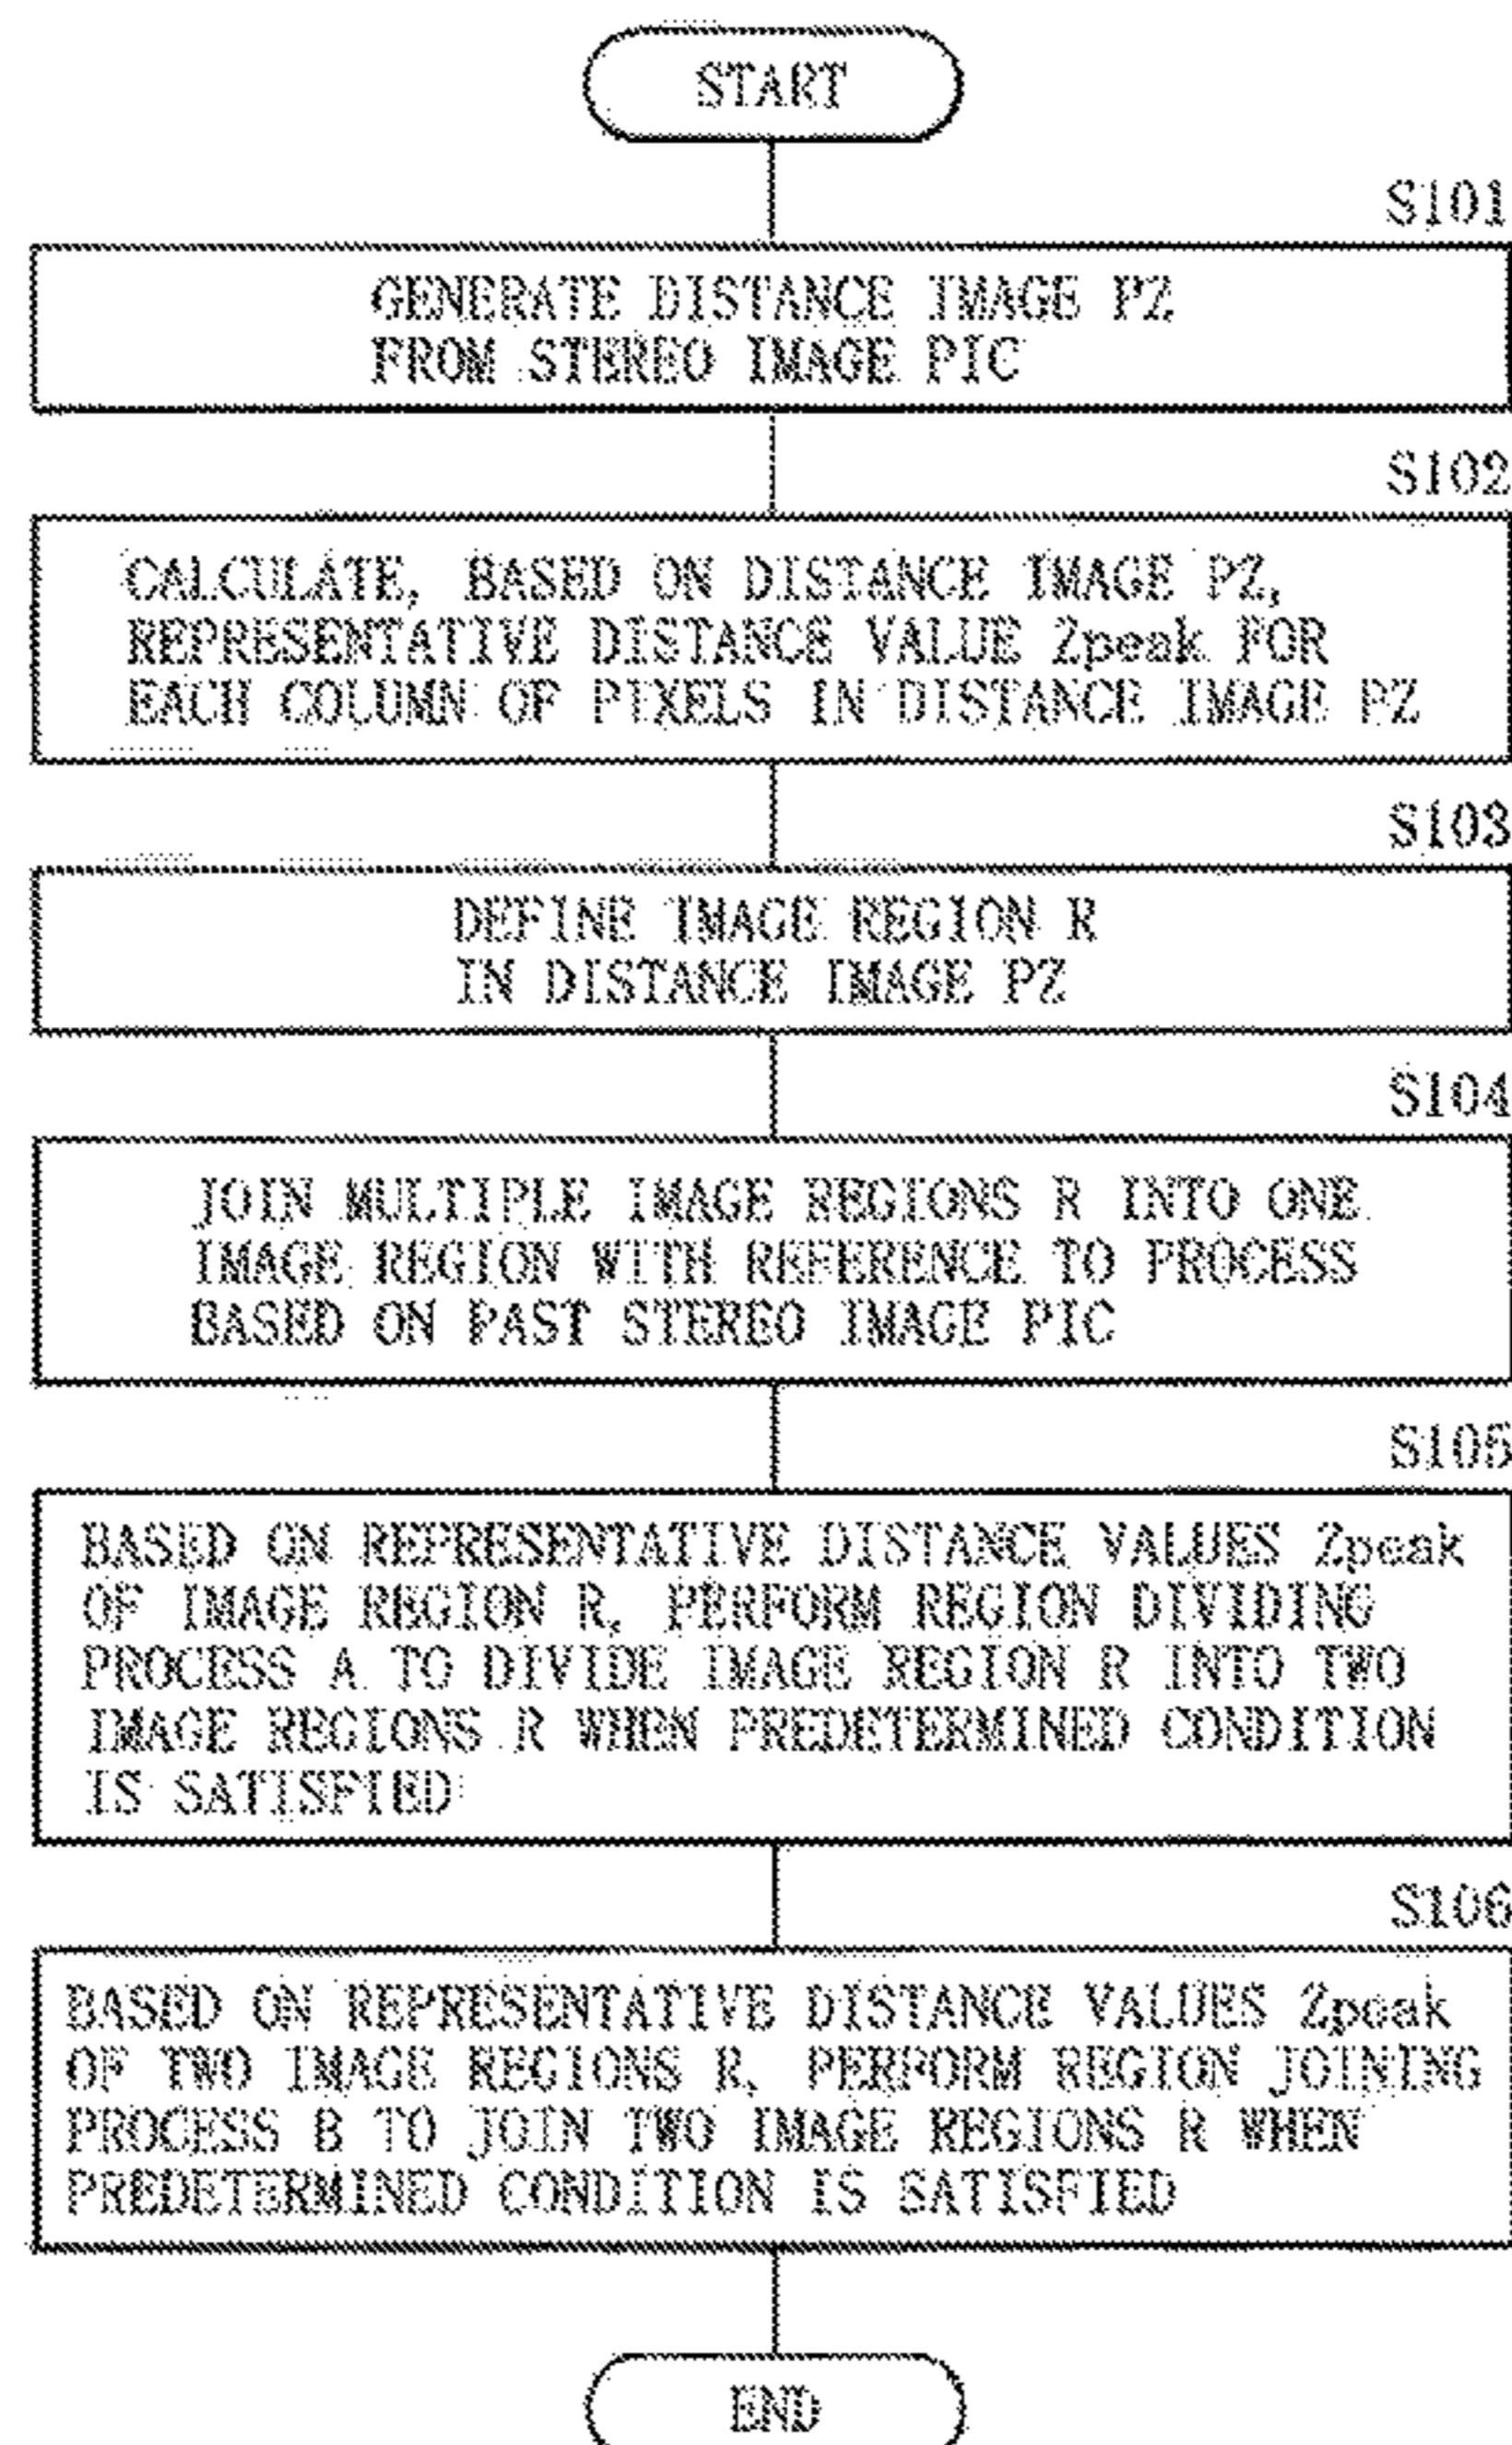 START
S101
GENERATE DISTANCE IMAGE PZ
FROM STEREO IMAGE PIC
S102
CALCULATE, BASED ON DISTANCE IMAGE PZ,
REPRESENTATIVE DISTANCE VALUE Zpeak FOR
EACH COLUMN OF PIXELS IN DISTANCE IMAGE PZ
S103
DEFINE IMAGE REGION R
IN DISTANCE IMAGE PZ
S104
JOIN MULTIPLE IMAGE REGIONS R INTO ONE
IMAGE REGION WITH REFERENCE TO PROCESS
BASED ON PAST STEREO IMAGE PIC
S105
BASED ON REPRESENTATIVE DISTANCE VALUES Zpeak
OF IMAGE REGION R, PERFORM REGION DIVIDING
PROCESS A TO DIVIDE IMAGE REGION R INTO TWO
IMAGE REGIONS R WHEN PREDETERMINED CONDITION
IS SATISFIED
S106
BASED ON REPRESENTATIVE DISTANCE VALUES Zpeak
OF TWO IMAGE REGIONS R, PERFORM REGION JOINING
PROCESS B TO JOIN TWO IMAGE REGIONS R WHEN
PREDETERMINED CONDITION IS SATISFIED
END